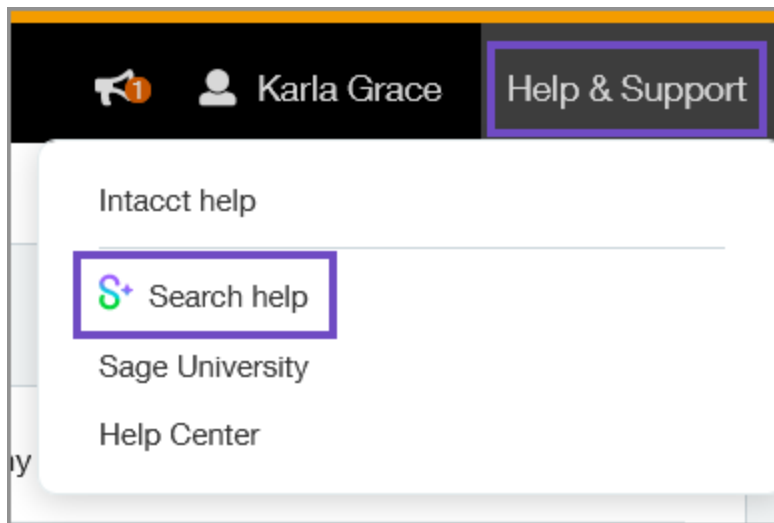 1 Karla Grace Help & Support
Intacct help
Search help
Sage University
Help Center